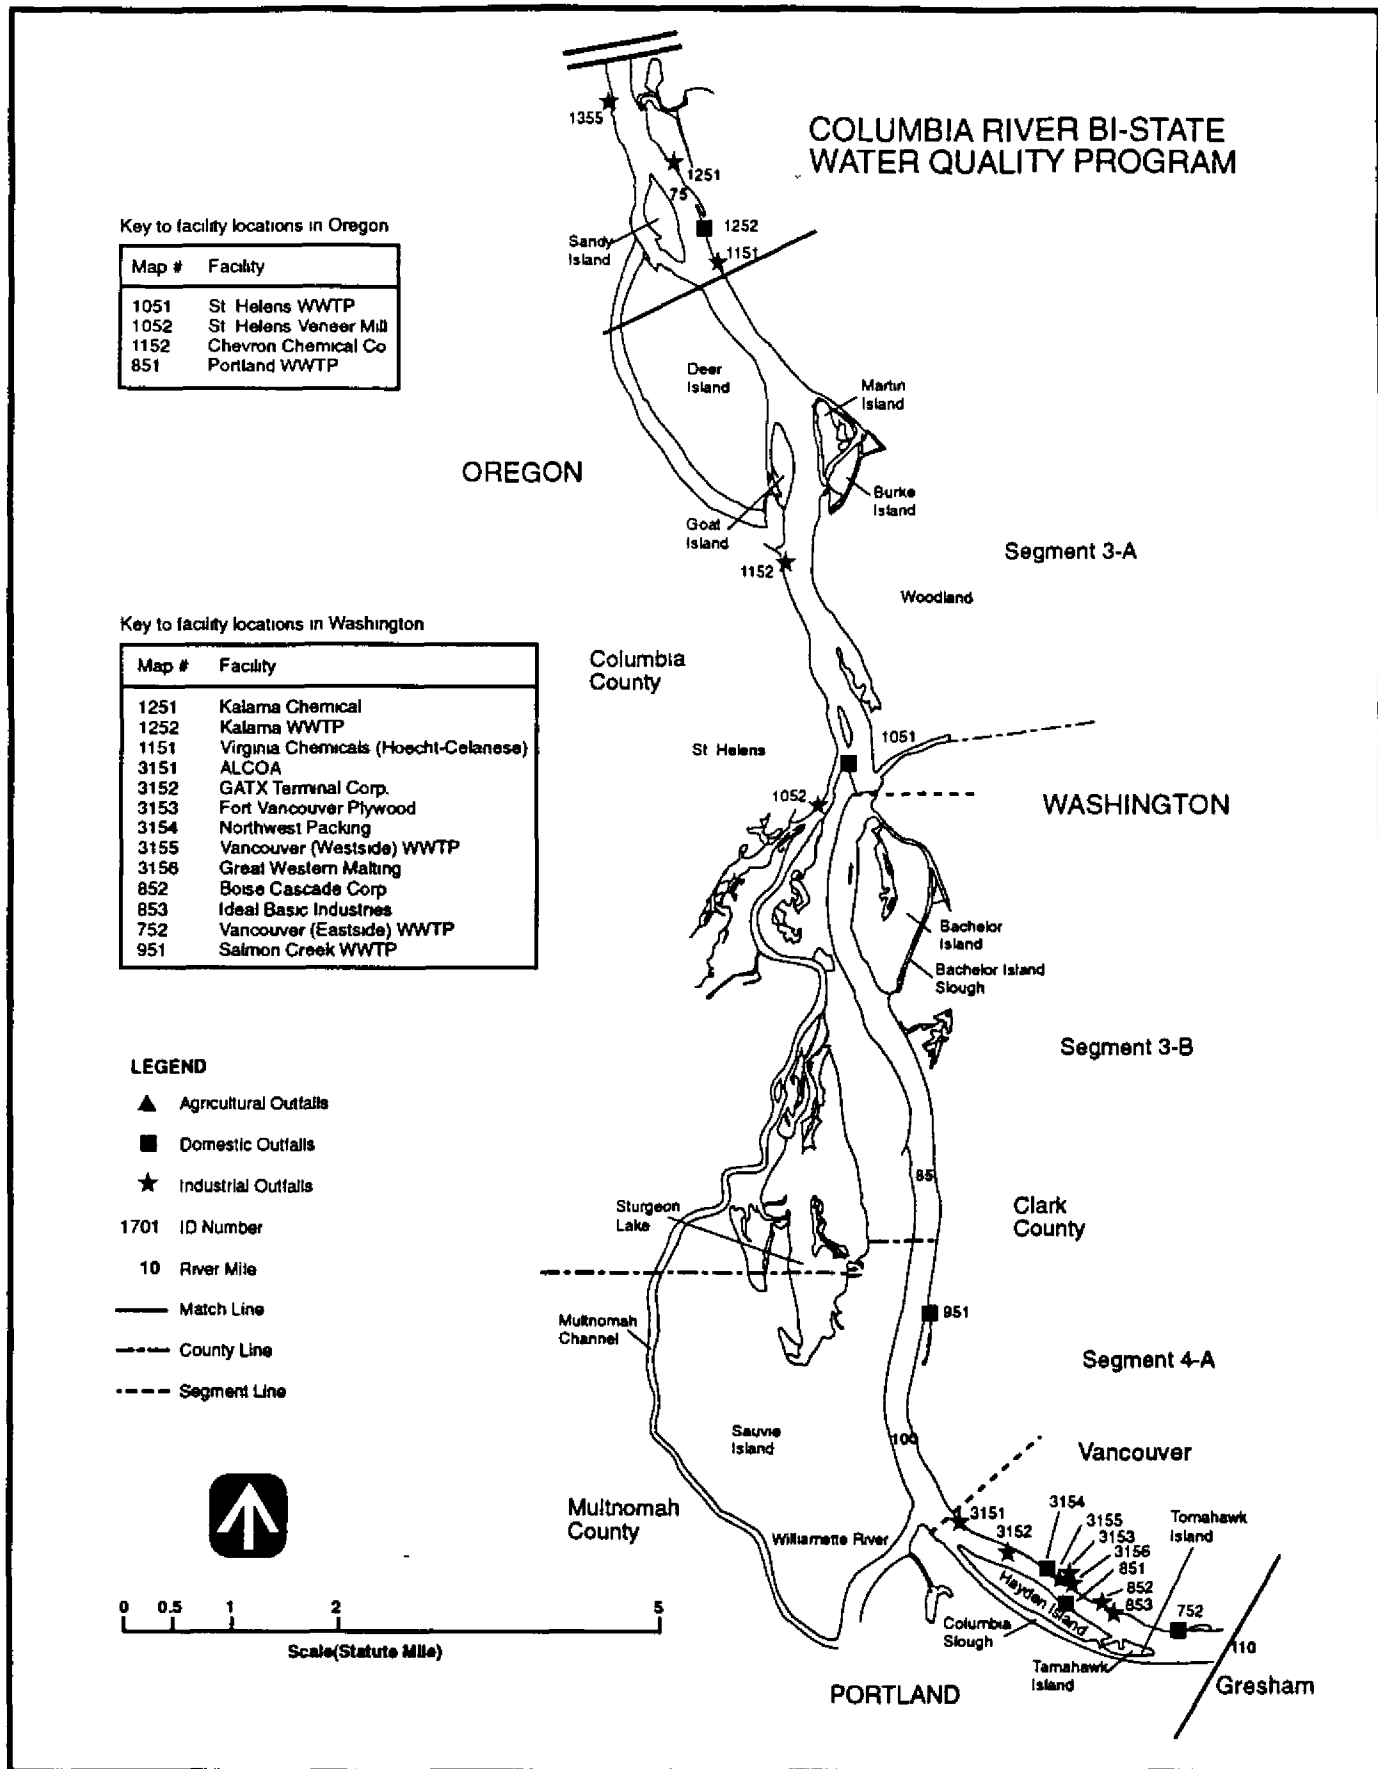 COLUMBIA RIVER BI-STATE
WATER QUALITY PROGRAM
1355
1251
75
1252
Sandy
Island
1151
Key to facility locations in Oregon
Map # Facility
1051 St Helens WWTP
1052 St Helens Veneer Mill
1152 Chevron Chemical Co
851 Portland WWTP
Deer
Island
Martin
Island
OREGON
Burke
Island
Goat
Island
Segment 3-A
1152
Woodland
Key to facility locations in Washington
Map # Facility
1251 Kalama Chemical
1252 Kalama WWTP
1151 Virginia Chemicals (Hoecht-Celanese)
3151 ALCOA
3152 GATX Terminal Corp.
3153 Fort Vancouver Plywood
3154 Northwest Packing
3155 Vancouver (Westside) WWTP
3156 Great Western Malting
852 Boise Cascade Corp
853 Ideal Basic Industries
752 Vancouver (Eastside) WWTP
951 Salmon Creek WWTP
Columbia
County
St Helens
1051
1052
WASHINGTON
Bachelor
Island
Bachelor Island
Slough
Segment 3-B
LEGEND
Agricultural Outfalls
Domestic Outfalls
Industrial Outfalls
1701 ID Number
10 River Mile
Match Line
County Line
Segment Line
85
Sturgeon
Lake
Clark
County
951
Multnomah
Channel
Segment 4-A
Sauvie
Island
100
Vancouver
Multnomah
County
Williamette River
3151
3152
3154
3155
3153
3156
851
852
853
752
Tomahawk
Island
Hayden Island
Columbia
Slough
Tamahawk
Island
110
Gresham
PORTLAND
0 0.5 1 2 5
Scale(Statute Mile)